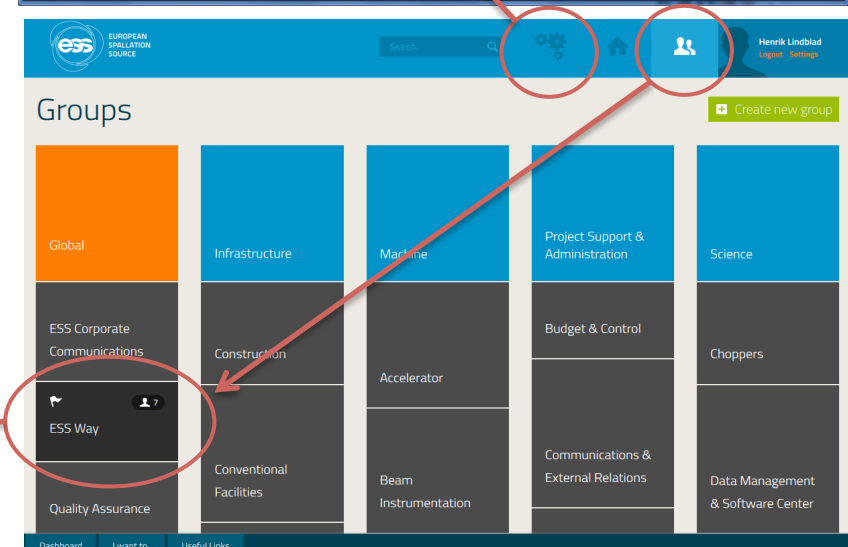 ess
EUROPEAN
SPALLATION
SOURCE
Search
Henrik Lindblad
Logout Settings
Groups
Create new group
Global
Infrastructure
Machine
Project Support &
Administration
Science
ESS Corporate
Communications
Construction
Accelerator
Budget & Control
Choppers
7
ESS Way
Quality Assurance
Conventional
Facilities
Beam
Instrumentation
Communications &
External Relations
Data Management
& Software Center
Dashboard I want to Useful Links